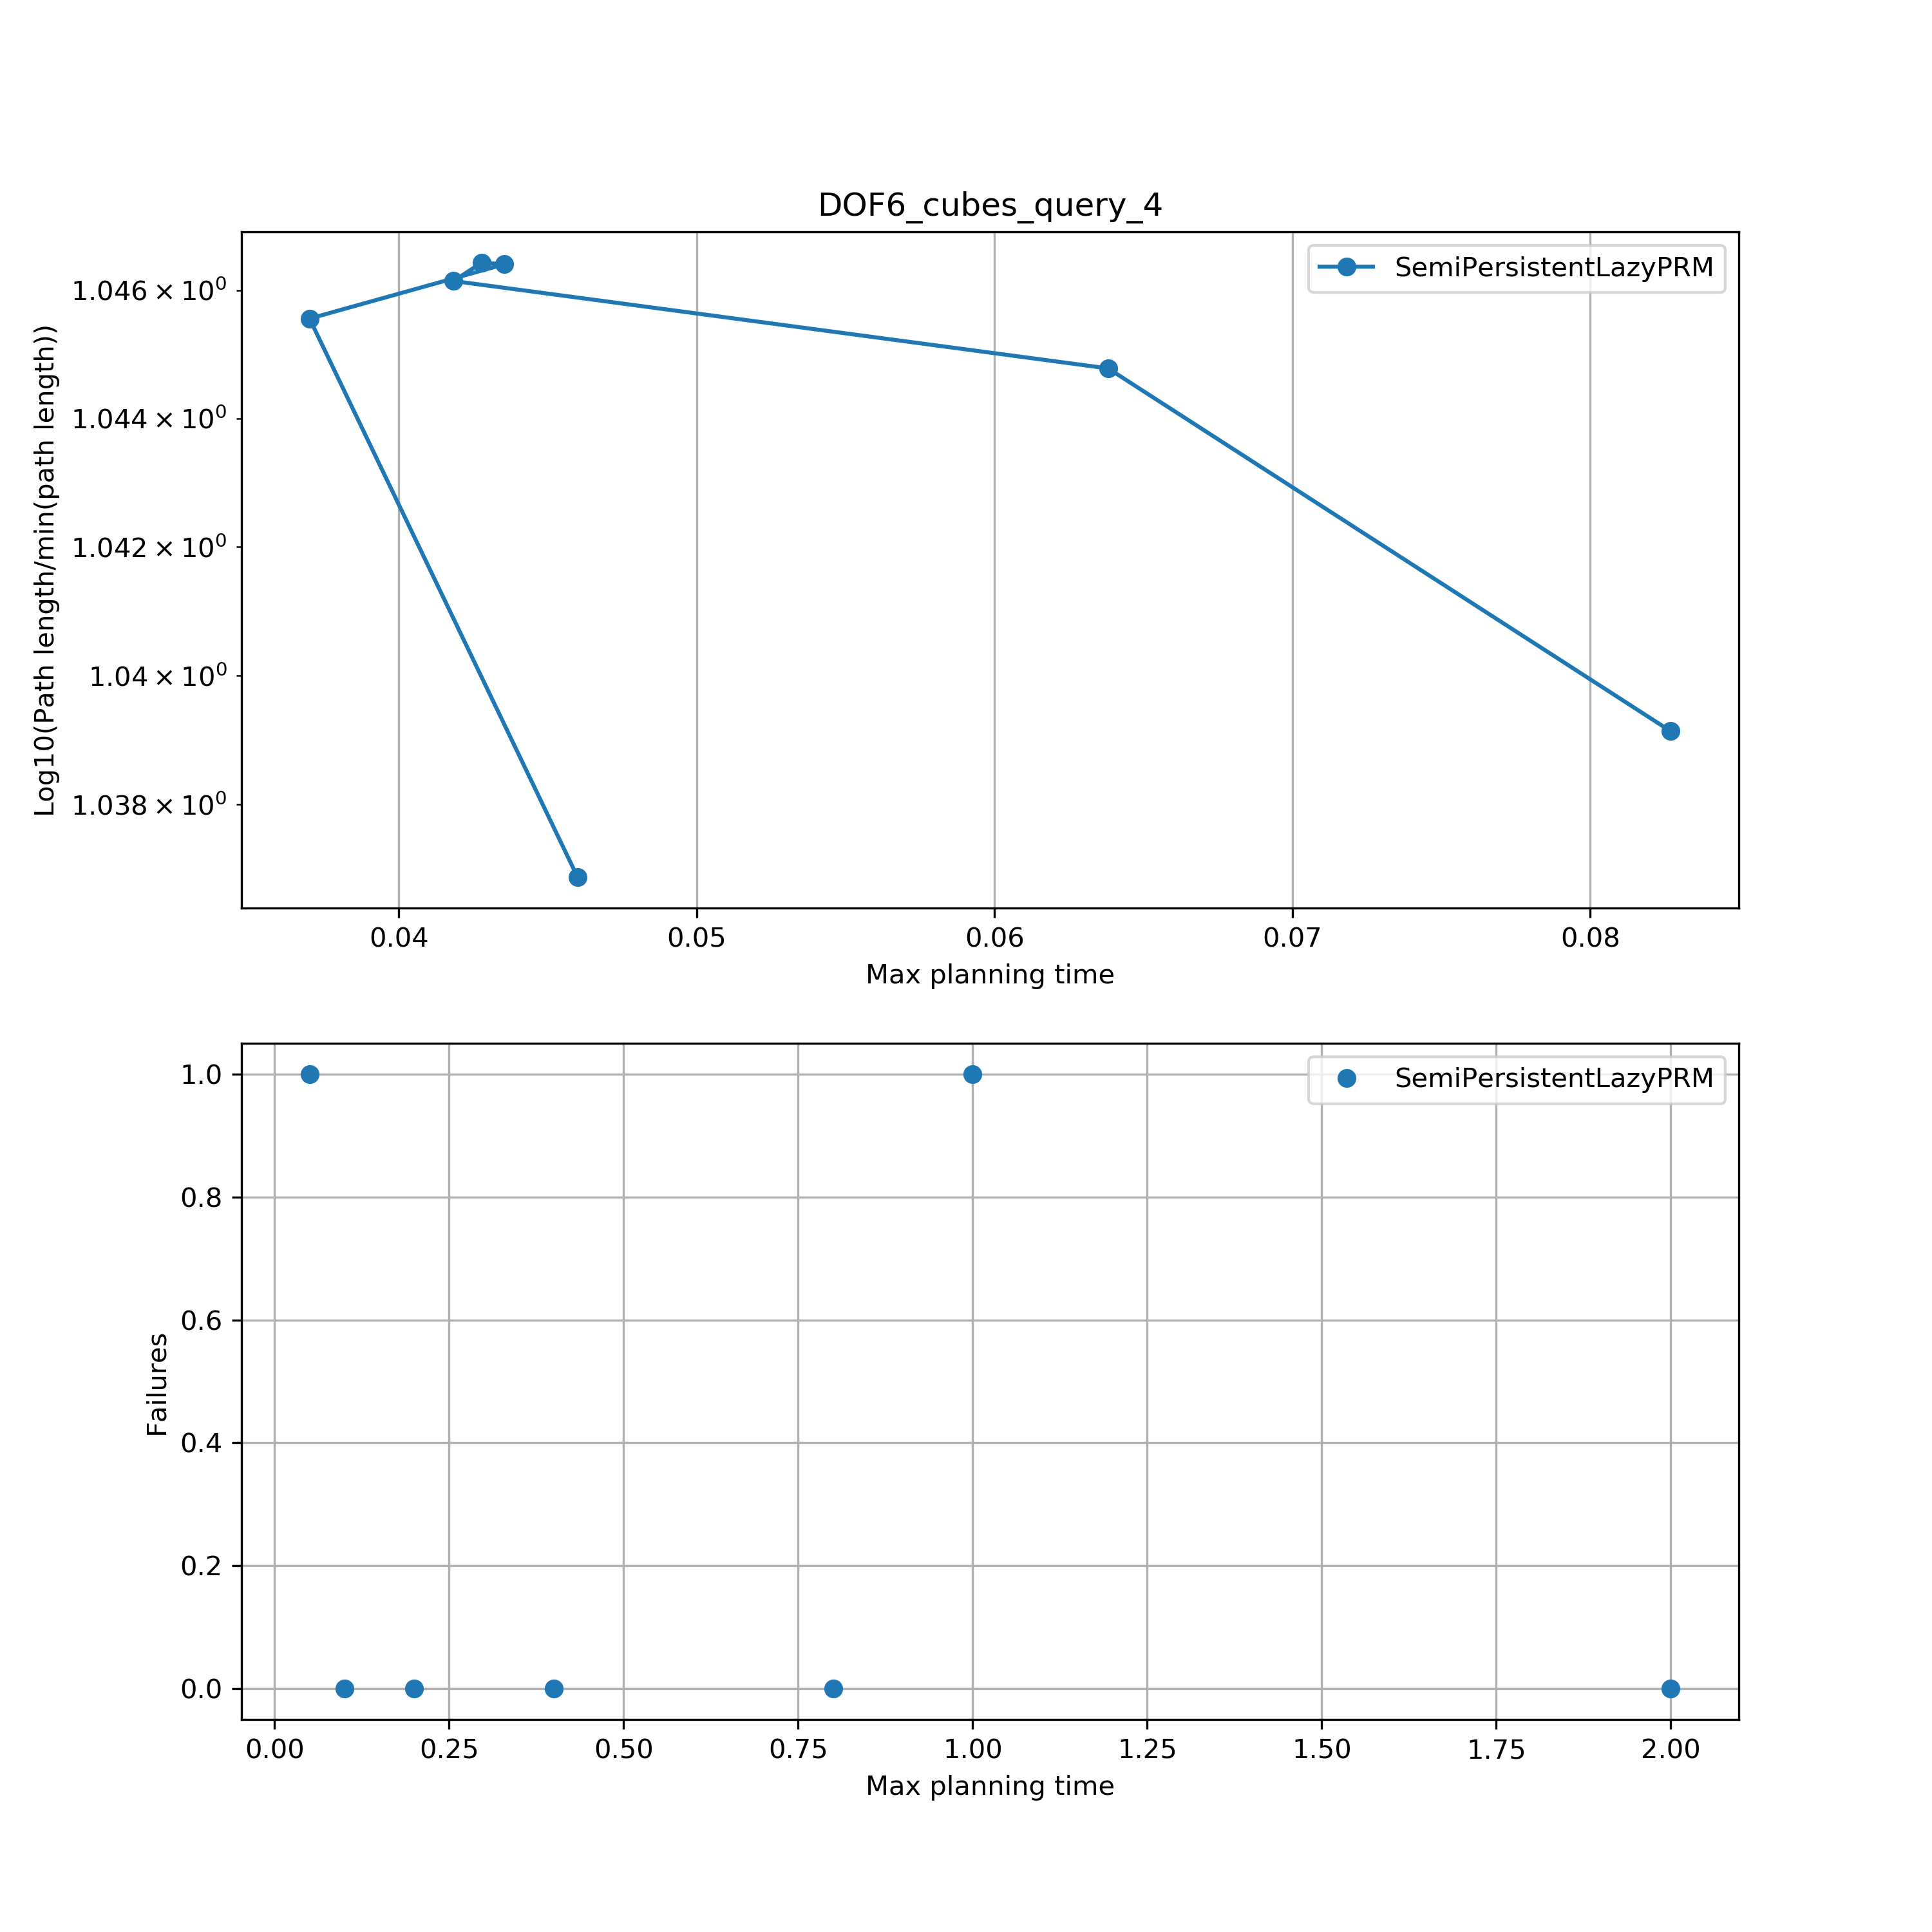 DOF6_cubes_query_4
SemiPersistentLazyPRM
Log10(Path length/min(path length))
1.046 × 10⁰
1.044 × 10⁰
1.042 × 10⁰
1.04 × 10⁰
1.038 × 10⁰
0.04 0.05 0.06 0.07 0.08
Max planning time
SemiPersistentLazyPRM
Failures
1.0
0.8
0.6
0.4
0.2
0.0
0.00 0.25 0.50 0.75 1.00 1.25 1.50 1.75 2.00
Max planning time